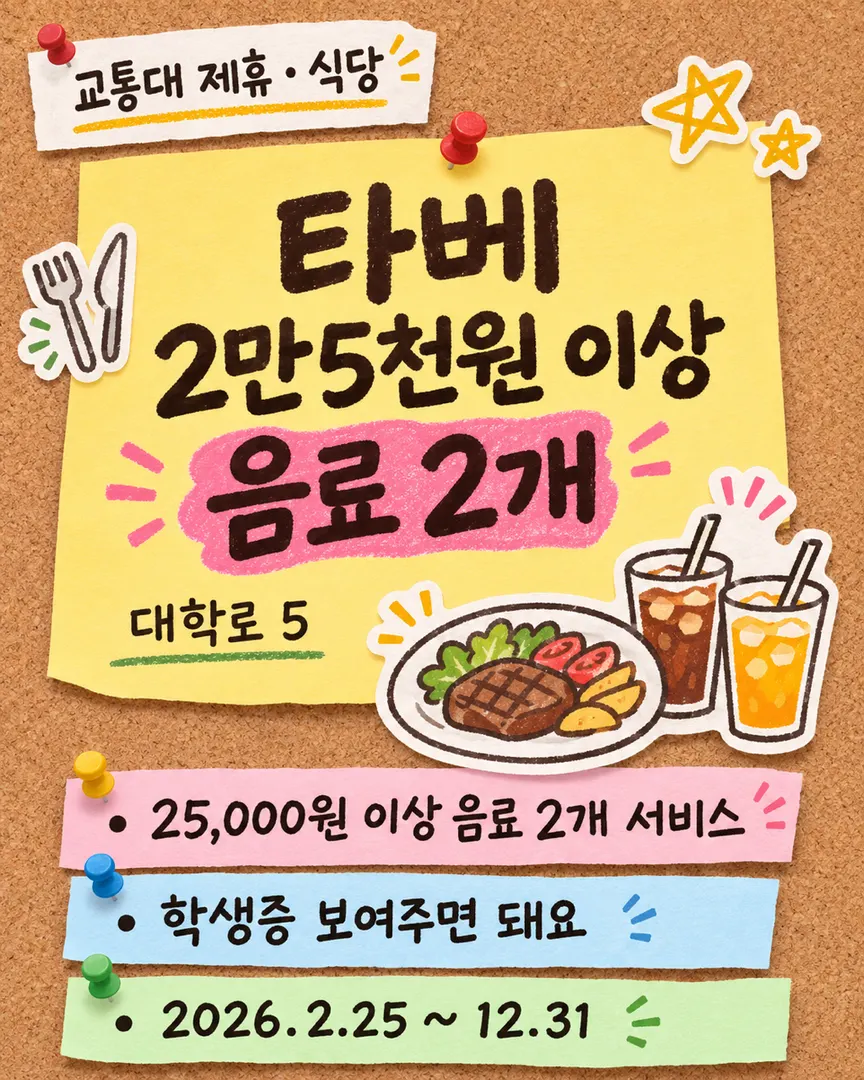 교통대 제휴 · 식당
타베
2만5천원 이상
음료 2개
대학로 5
• 25,000원 이상 음료 2개 서비스
• 학생증 보여주면 돼요
• 2026.2.25 ~ 12.31